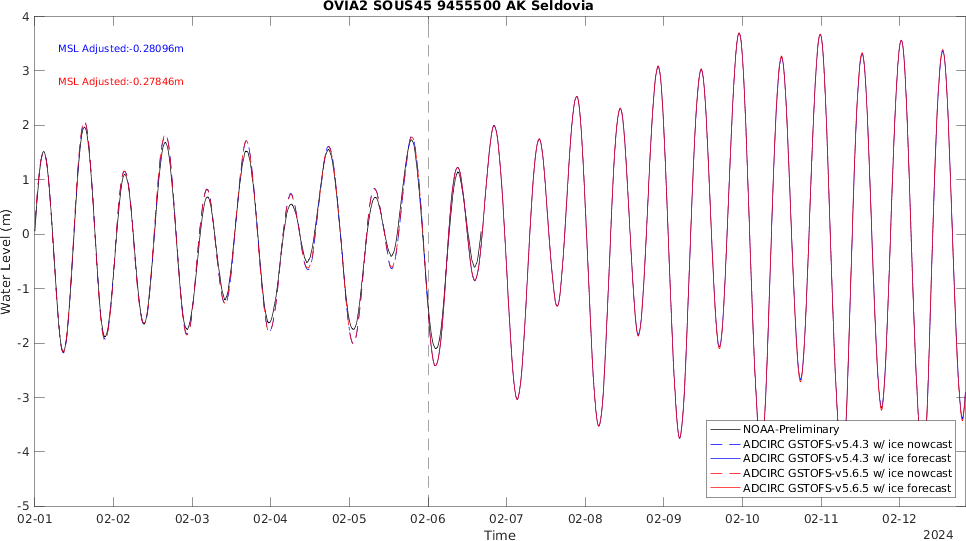 OVIA2 SOUS45 9455500 AK Seldovia
MSL Adjusted:-0.28096m
MSL Adjusted:-0.27846m
Water Level (m)
4
3
2
1
0
-1
-2
-3
-4
-5
NOAA-Preliminary
ADCIRC GSTOFS-v5.4.3 w/ ice nowcast
ADCIRC GSTOFS-v5.4.3 w/ ice forecast
ADCIRC GSTOFS-v5.6.5 w/ ice nowcast
ADCIRC GSTOFS-v5.6.5 w/ ice forecast
02-01 02-02 02-03 02-04 02-05 02-06 02-07 02-08 02-09 02-10 02-11 02-12
Time
2024